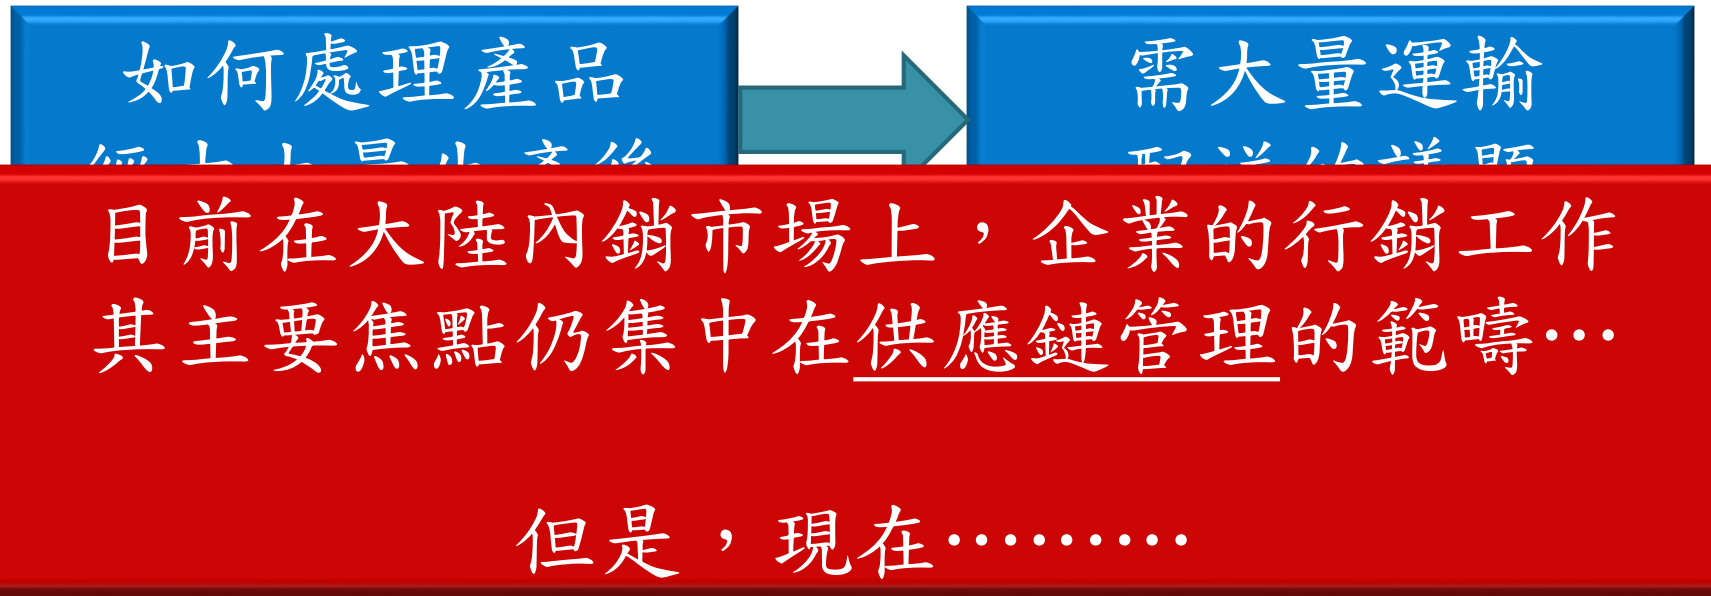 如何處理產品
需大量運輸
目前在大陸內銷市場上，企業的行銷工作
其主要焦點仍集中在供應鏈管理的範疇…
但是，現在………